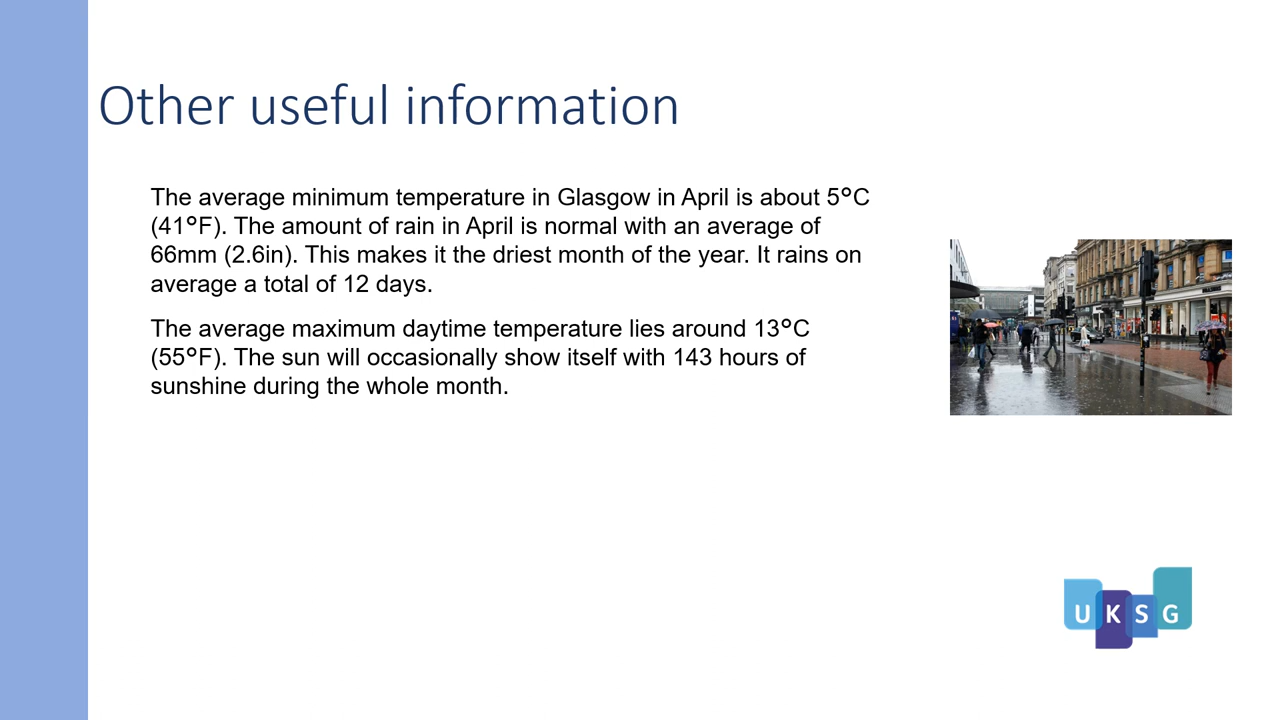 Other useful information
The average minimum temperature in Glasgow in April is about 5°C
(41°F). The amount of rain in April is normal with an average of
66mm (2.6in). This makes it the driest month of the year. It rains on
average a total of 12 days.
The average maximum daytime temperature lies around 13°C
(55°F). The sun will occasionally show itself with 143 hours of
sunshine during the whole month.
UKSG